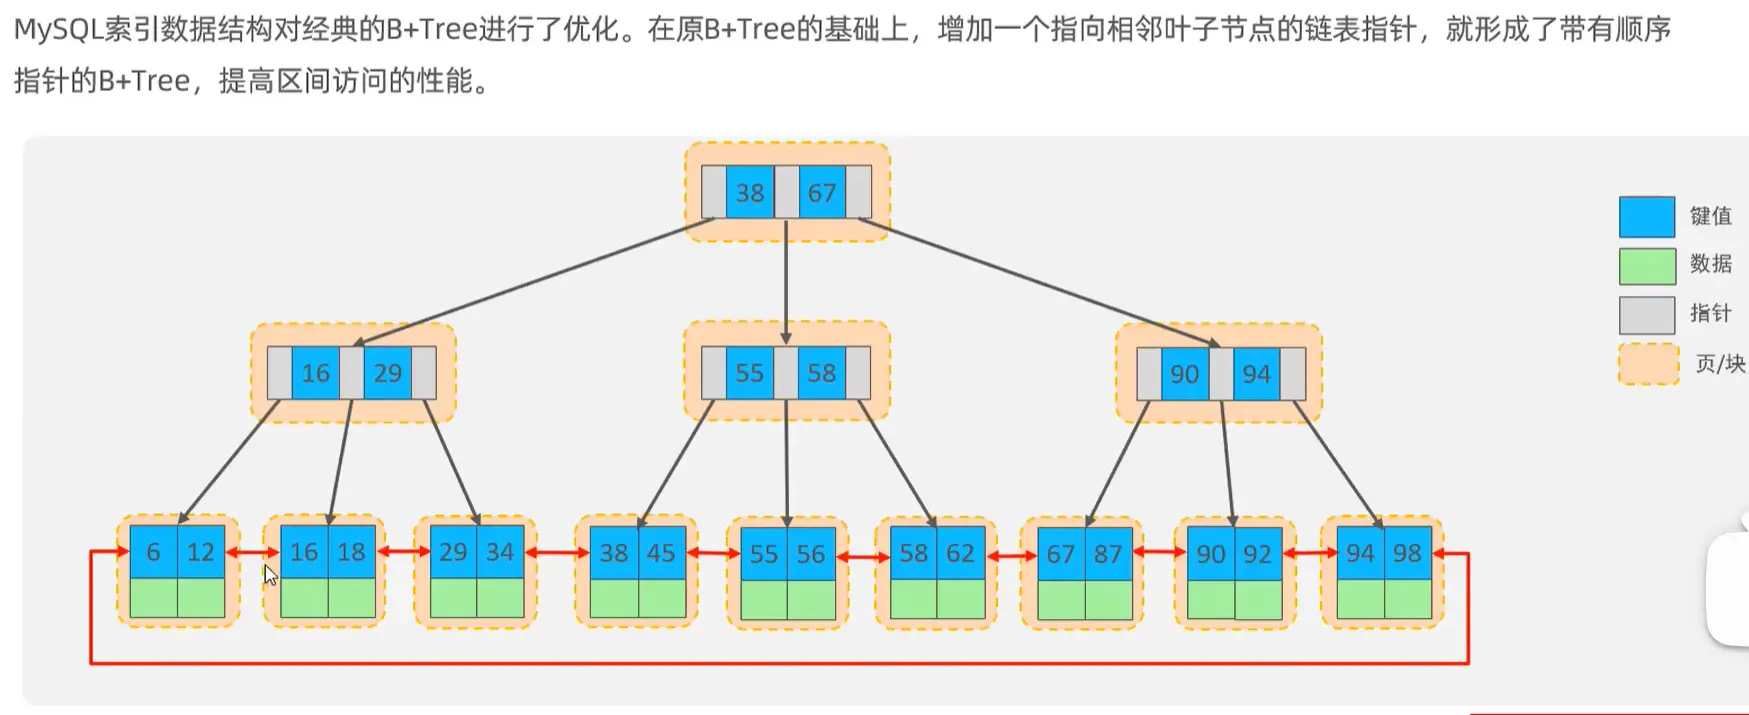 MySQL索引数据结构对经典的B+Tree进行了优化。在原B+Tree的基础上，增加一个指向相邻叶子节点的链表指针，就形成了带有顺序
指针的B+Tree，提高区间访问的性能。
38 67
键值
数据
指针
页/块
16 29
55 58
90 94
6 12
16 18
29 34
38 45
55 56
58 62
67 87
90 92
94 98